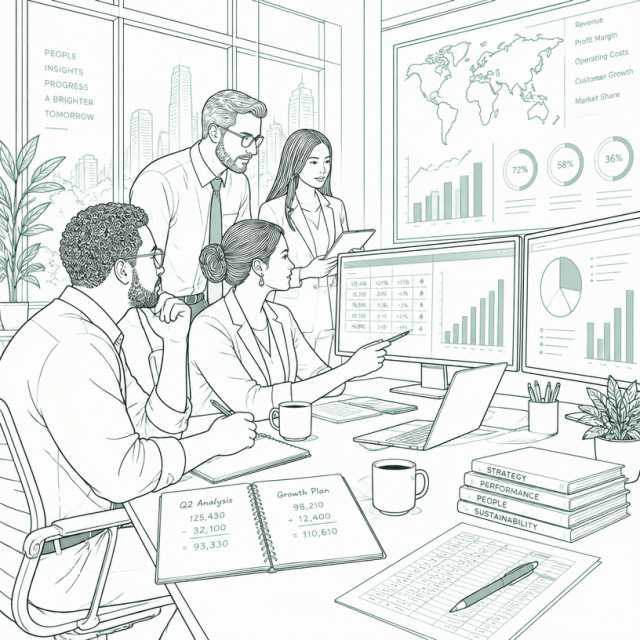 PEOPLE
INSIGHTS
PROGRESS
A BRIGHTER
TOMORROW
Revenue
Profit Margin
Operating Costs
Customer Growth
Market Share
72%
58%
36%
Q2 Analysis
125,430
- 32,100
= 93,330
Growth Plan
98,210
+ 12,400
= 110,610
STRATEGY
PERFORMANCE
PEOPLE
SUSTAINABILITY